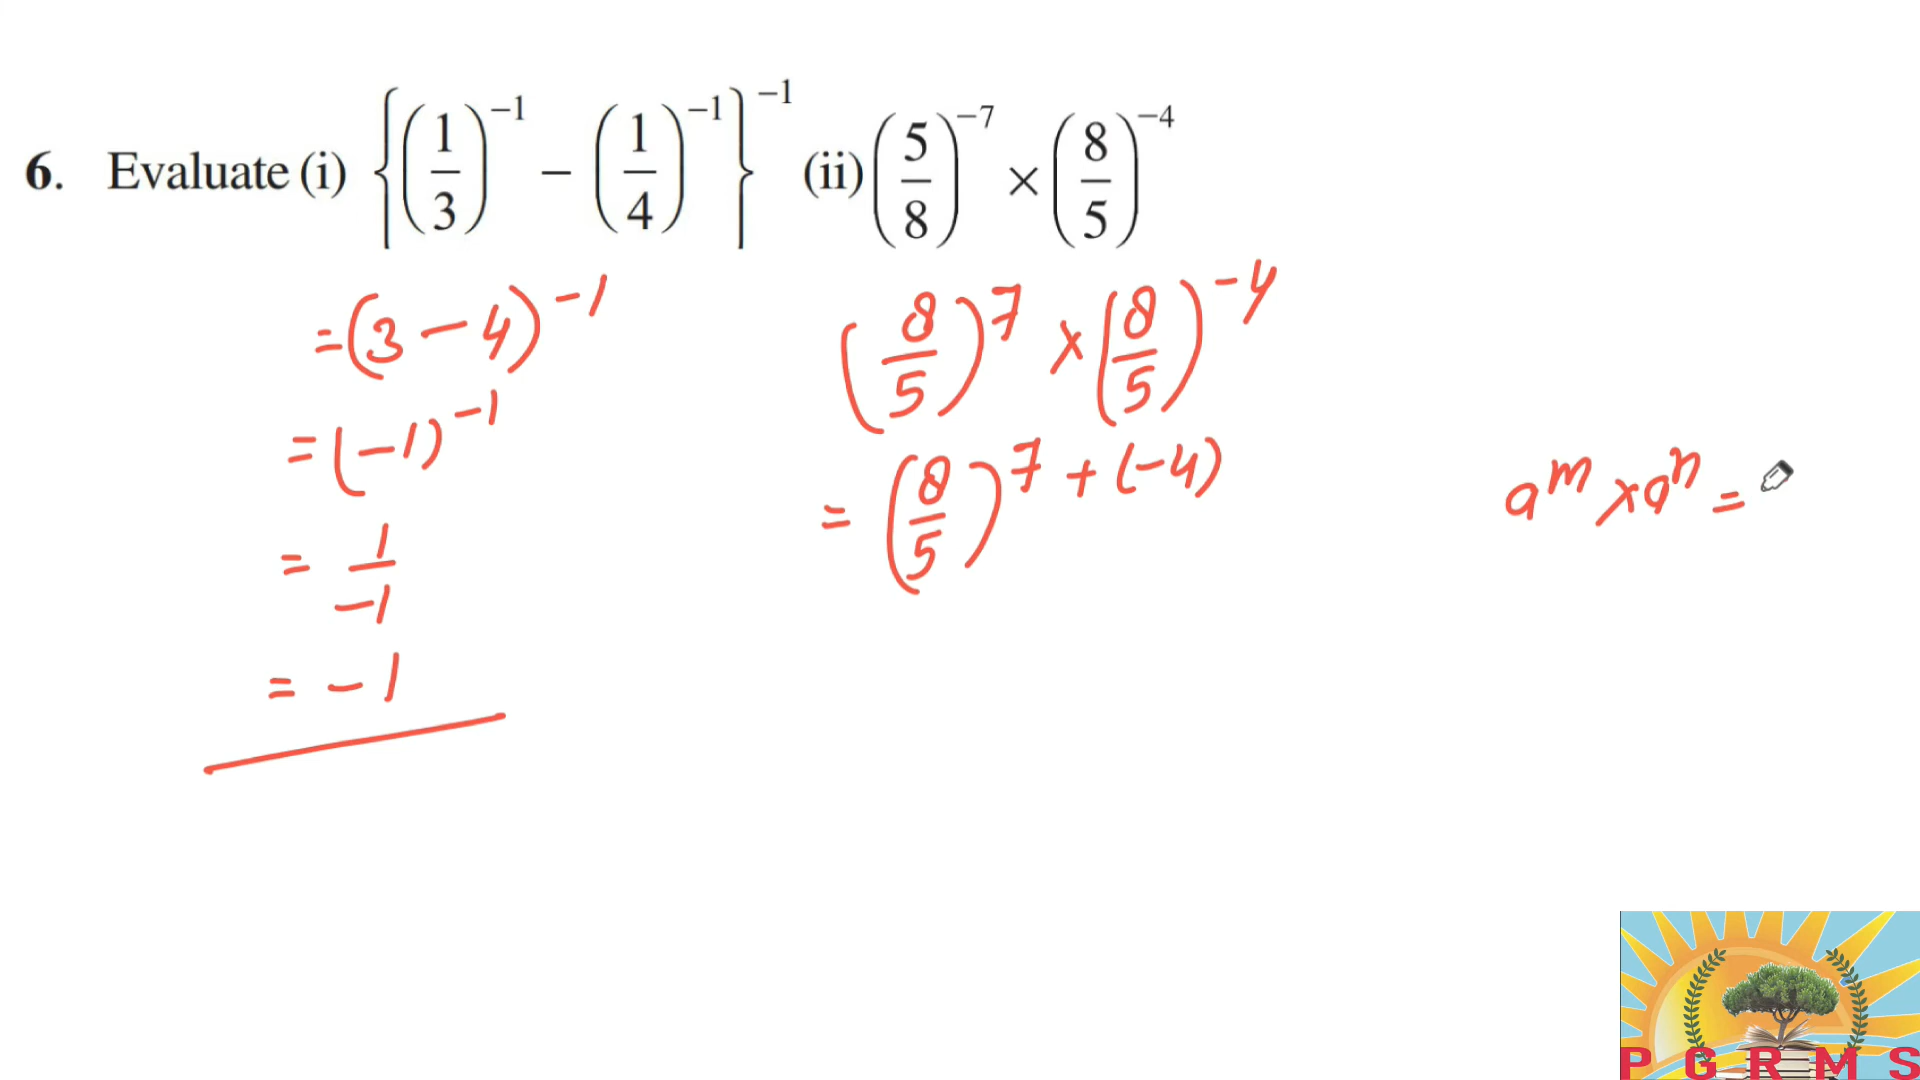 6. Evaluate (i) {(1/3)^-1 − (1/4)^-1}^-1 (ii) (5/8)^-7 × (8/5)^-4
= (3 − 4)^-1
= (-1)^-1
= 1/-1
= -1
(8/5)^7 × (8/5)^-4
= (8/5)^7 + (-4)
a^m × a^n =
P G R M S